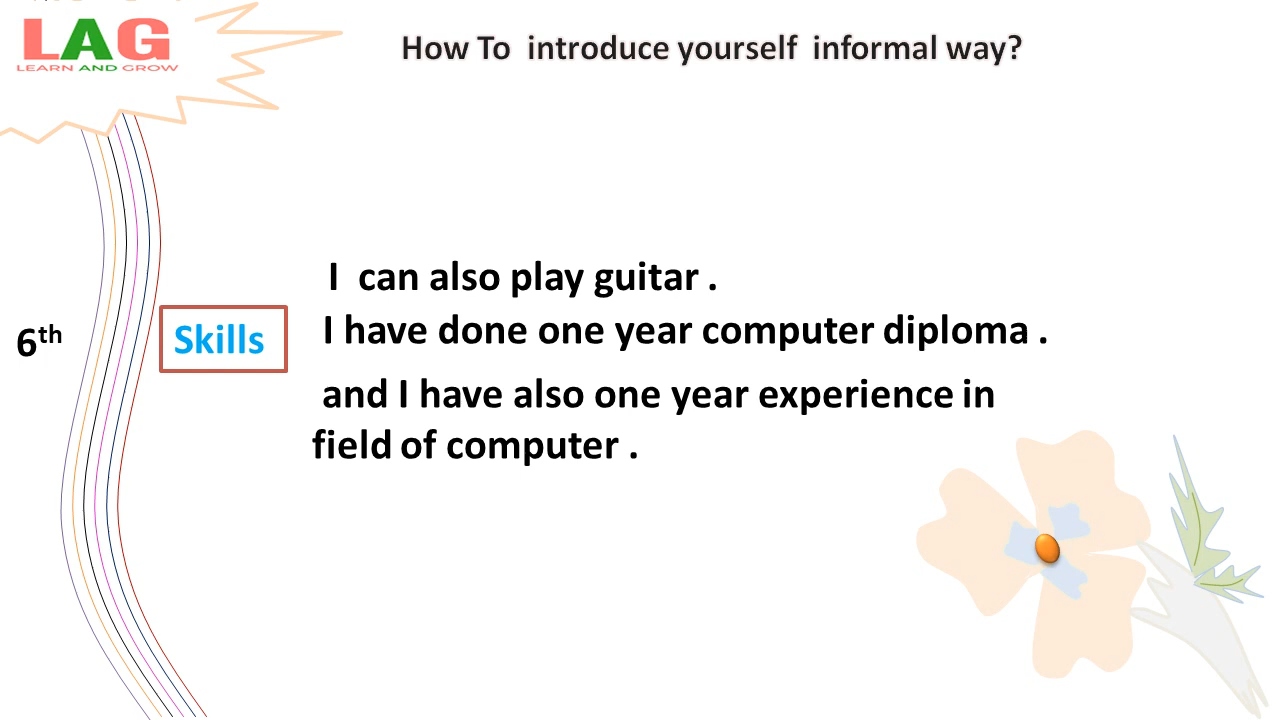 LAG
LEARN AND GROW
How To introduce yourself informal way?
I can also play guitar .
6th
Skills
I have done one year computer diploma .
and I have also one year experience in
field of computer .